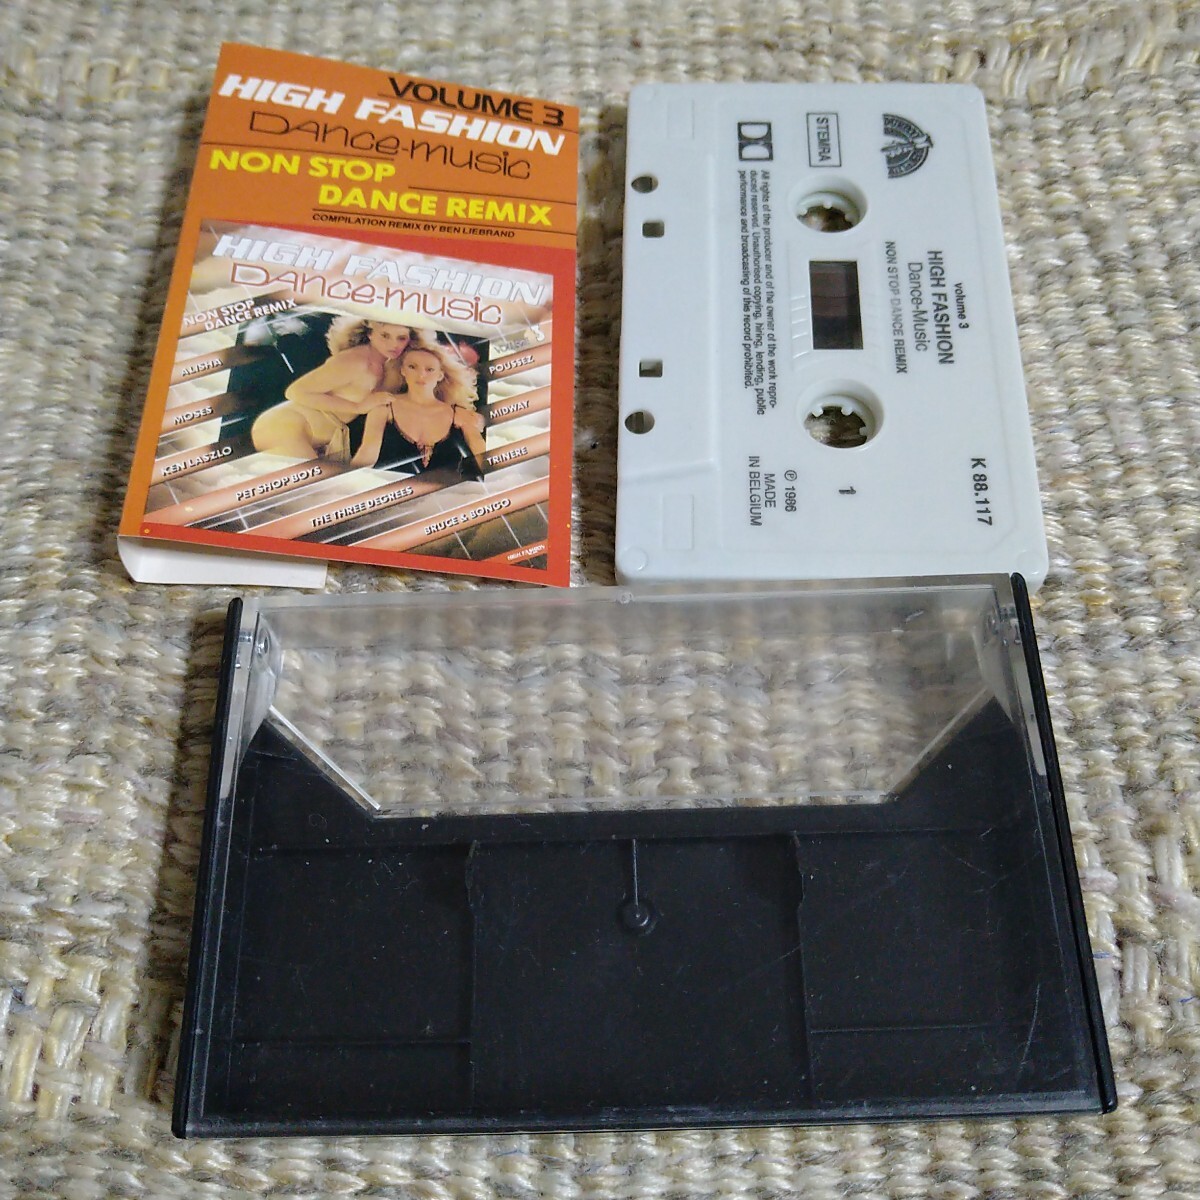 VOLUME 3
HIGH FASHION
Dance-music
NON STOP
DANCE REMIX
COMPILATION REMIX BY BEN LIEBRAND
HIGH FASHION
Dance-music
NON STOP
DANCE REMIX
3
ALISHA
POUSSEZ
MOSES
MIDWAY
KEN LASZLO
TRINERE
PET SHOP BOYS
THE THREE DEGREES
BRUCE & BONGO
HIGH FASHION
volume 3
HIGH FASHION
Dance-Music
NON STOP DANCE REMIX
STEMRA
All rights of the producer and of the owner of the work repro-
duced reserved. Unauthorised copying, hiring, lending, public
performance and broadcasting of this record prohibited.
℗ 1986
MADE
IN BELGIUM
1
K 88.117